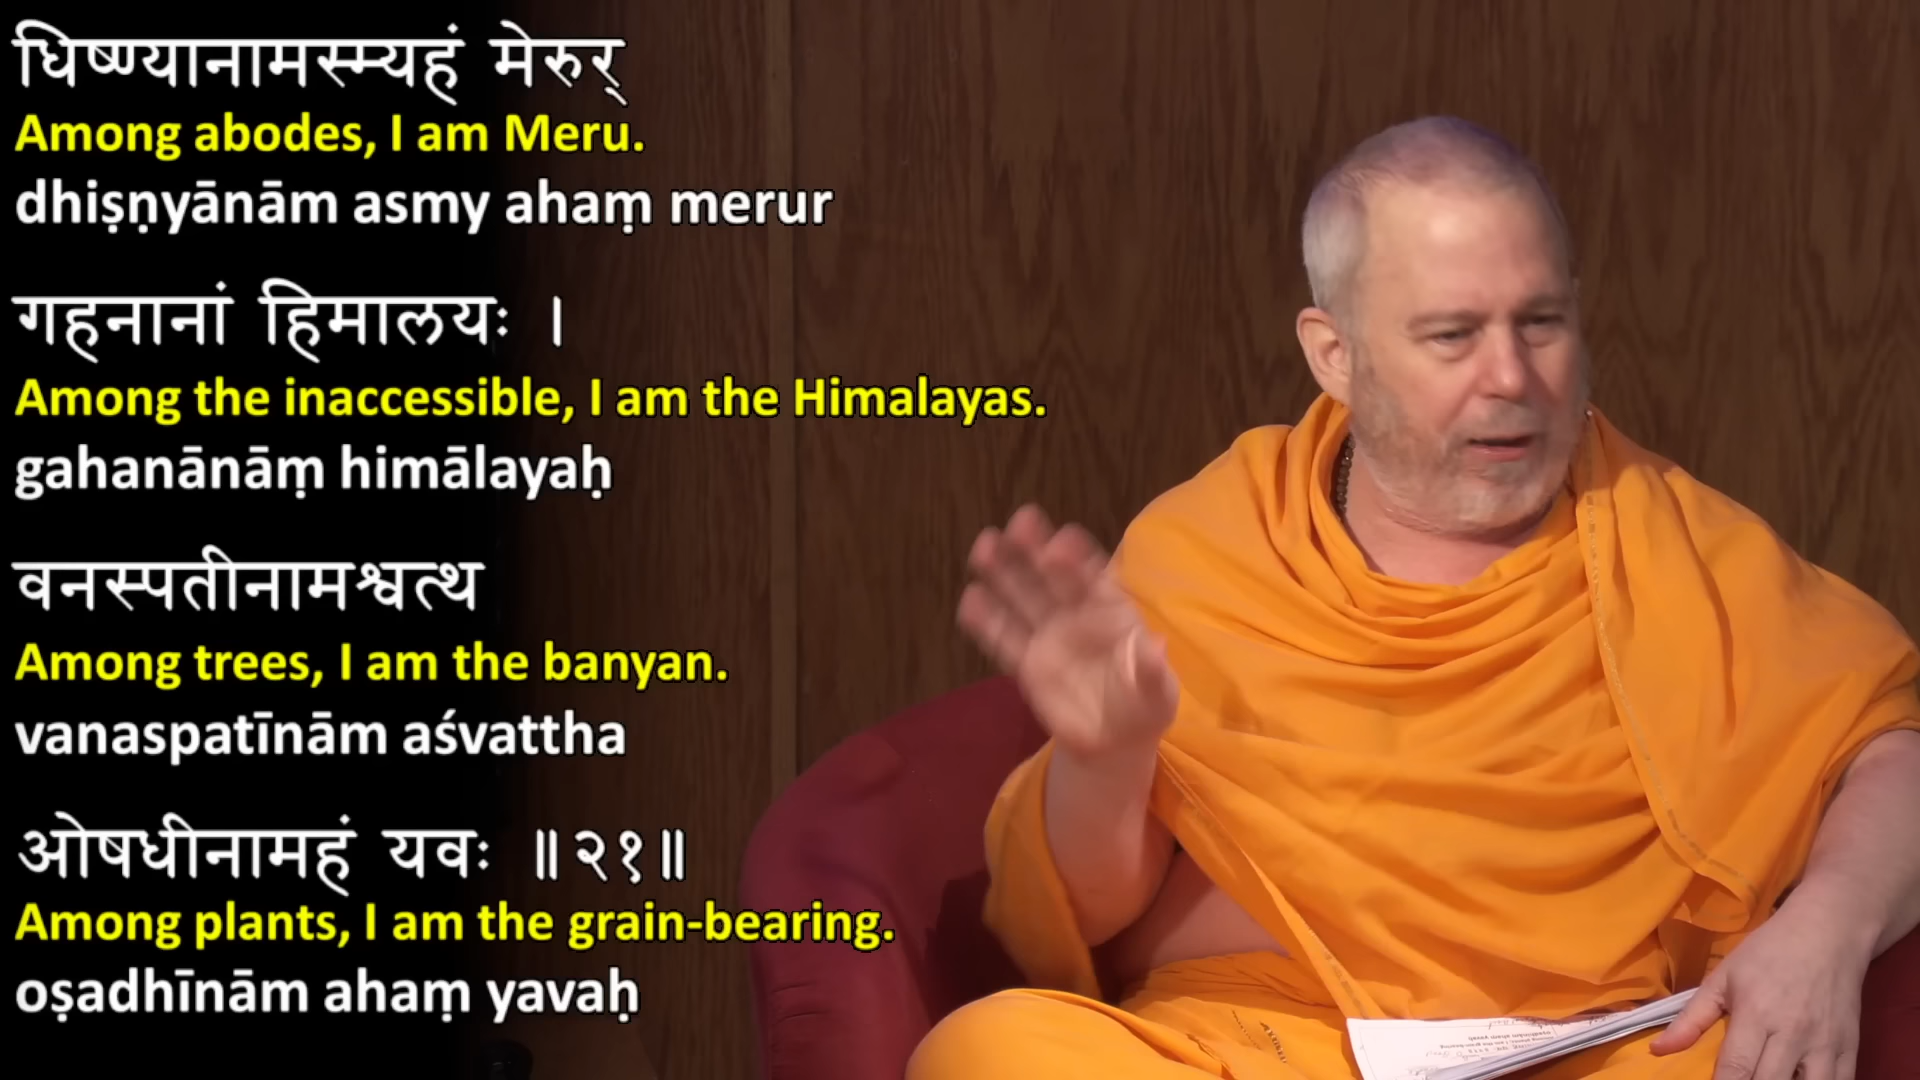 धिष्ण्यानामस्म्यहं मेरुर्
Among abodes, I am Meru.
dhiṣṇyānām asmy ahaṃ merur
गहनानां हिमालयः ।
Among the inaccessible, I am the Himalayas.
gahanānāṃ himālayaḥ
वनस्पतीनामश्वत्थ
Among trees, I am the banyan.
vanaspatīnām aśvattha
ओषधीनामहं यवः ॥२१॥
Among plants, I am the grain-bearing.
oṣadhīnām ahaṃ yavaḥ